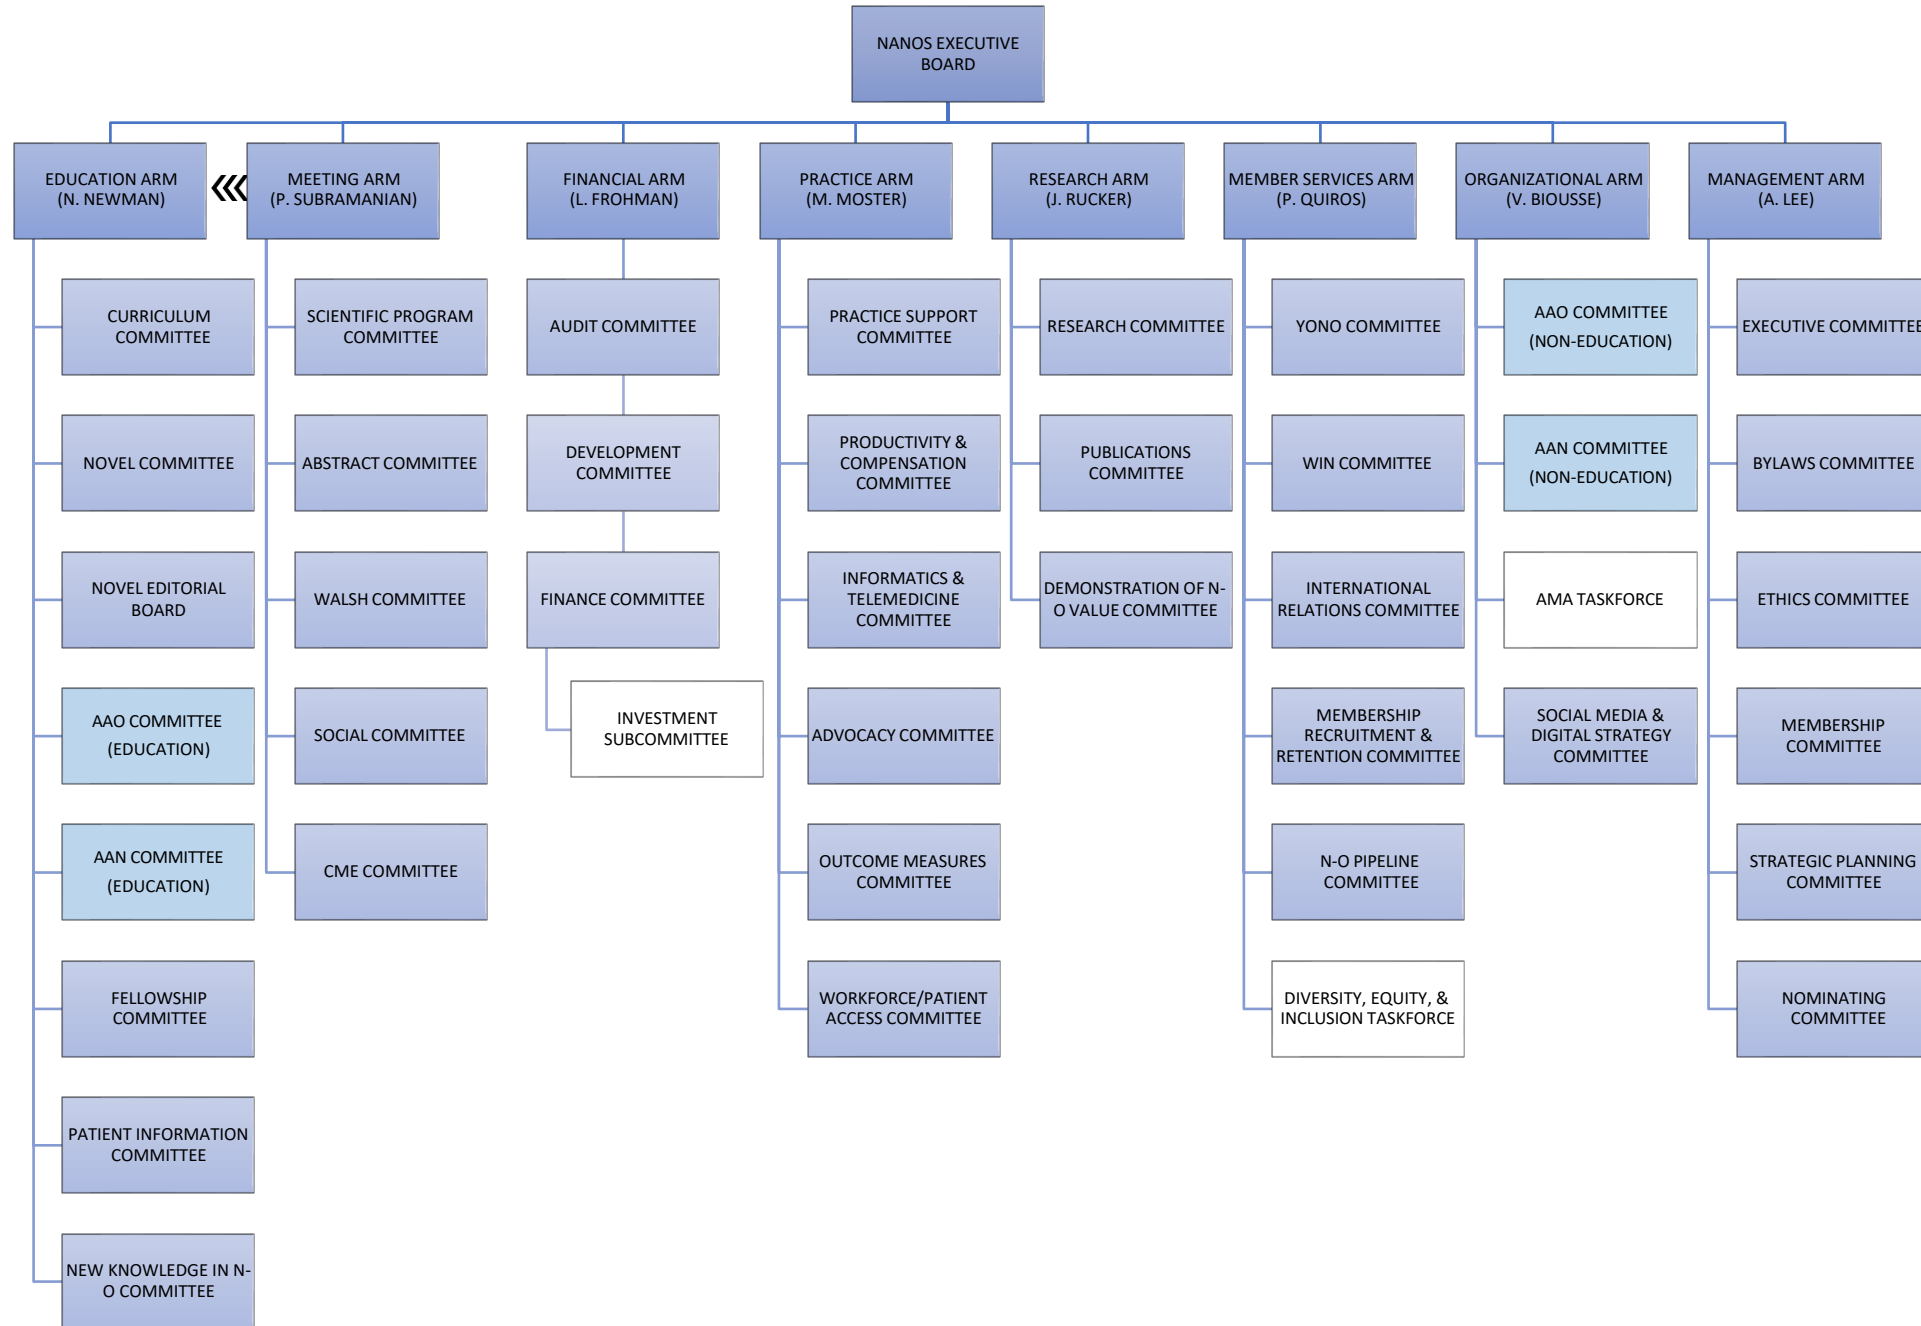 NANOS EXECUTIVE
BOARD
EDUCATION ARM
(N. NEWMAN)
MEETING ARM
(P. SUBRAMANIAN)
FINANCIAL ARM
(L. FROHMAN)
PRACTICE ARM
(M. MOSTER)
RESEARCH ARM
(J. RUCKER)
MEMBER SERVICES ARM
(P. QUIROS)
ORGANIZATIONAL ARM
(V. BIOUSSE)
MANAGEMENT ARM
(A. LEE)
CURRICULUM
COMMITTEE
NOVEL COMMITTEE
NOVEL EDITORIAL
BOARD
AAO COMMITTEE
(EDUCATION)
AAN COMMITTEE
(EDUCATION)
FELLOWSHIP
COMMITTEE
PATIENT INFORMATION
COMMITTEE
NEW KNOWLEDGE IN N-
O COMMITTEE
SCIENTIFIC PROGRAM
COMMITTEE
ABSTRACT COMMITTEE
WALSH COMMITTEE
SOCIAL COMMITTEE
CME COMMITTEE
AUDIT COMMITTEE
DEVELOPMENT
COMMITTEE
FINANCE COMMITTEE
INVESTMENT
SUBCOMMITTEE
PRACTICE SUPPORT
COMMITTEE
PRODUCTIVITY &
COMPENSATION
COMMITTEE
INFORMATICS &
TELEMEDICINE
COMMITTEE
ADVOCACY COMMITTEE
OUTCOME MEASURES
COMMITTEE
WORKFORCE/PATIENT
ACCESS COMMITTEE
RESEARCH COMMITTEE
PUBLICATIONS
COMMITTEE
DEMONSTRATION OF N-
O VALUE COMMITTEE
YONO COMMITTEE
WIN COMMITTEE
INTERNATIONAL
RELATIONS COMMITTEE
MEMBERSHIP
RECRUITMENT &
RETENTION COMMITTEE
N-O PIPELINE
COMMITTEE
DIVERSITY, EQUITY, &
INCLUSION TASKFORCE
AAO COMMITTEE
(NON-EDUCATION)
AAN COMMITTEE
(NON-EDUCATION)
AMA TASKFORCE
SOCIAL MEDIA &
DIGITAL STRATEGY
COMMITTEE
EXECUTIVE COMMITTEE
BYLAWS COMMITTEE
ETHICS COMMITTEE
MEMBERSHIP
COMMITTEE
STRATEGIC PLANNING
COMMITTEE
NOMINATING
COMMITTEE